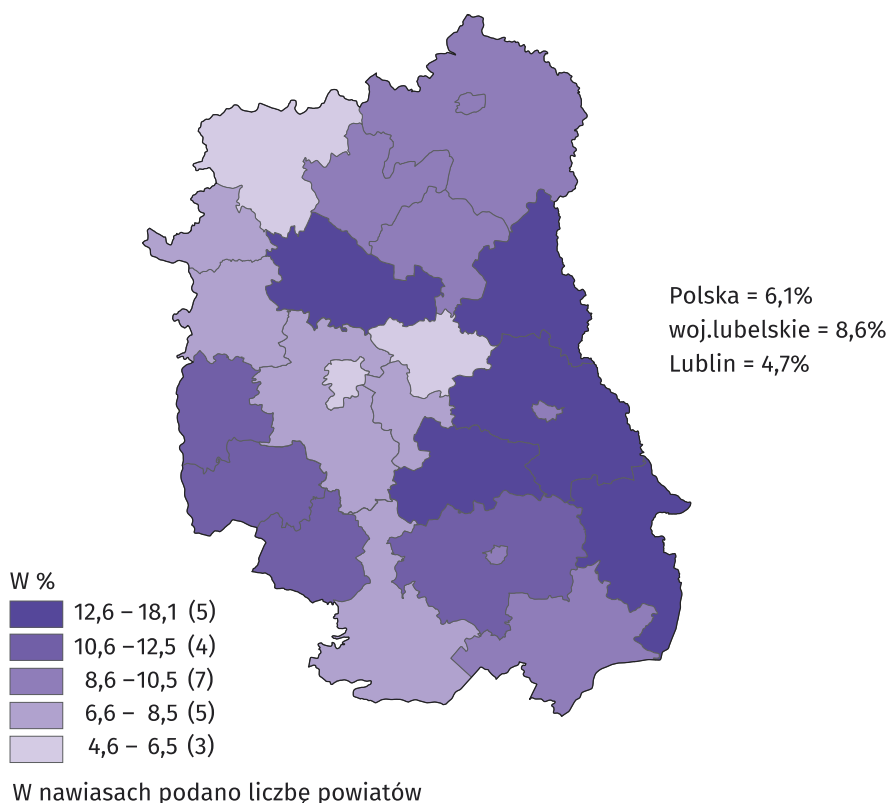 Polska = 6,1%
woj.lubelskie = 8,6%
Lublin = 4,7%
W %
12,6 – 18,1 (5)
10,6 –12,5 (4)
8,6 –10,5 (7)
6,6 – 8,5 (5)
4,6 – 6,5 (3)
W nawiasach podano liczbę powiatów